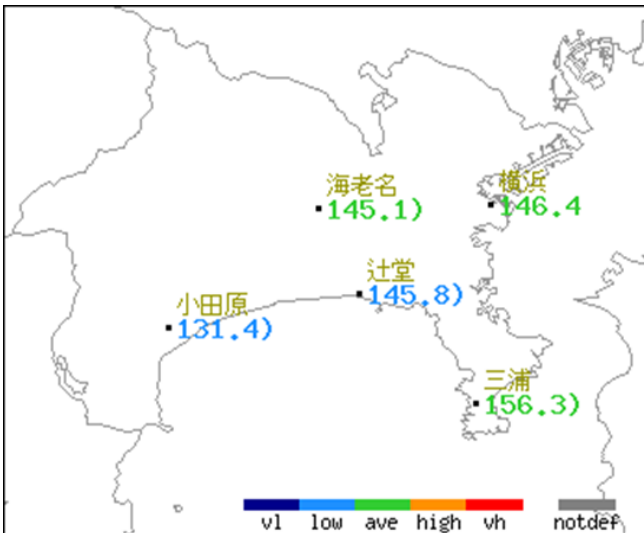 海老名
145.1)
横浜
146.4
辻堂
145.8)
小田原
131.4)
三浦
156.3)
vl low ave high vh notdef